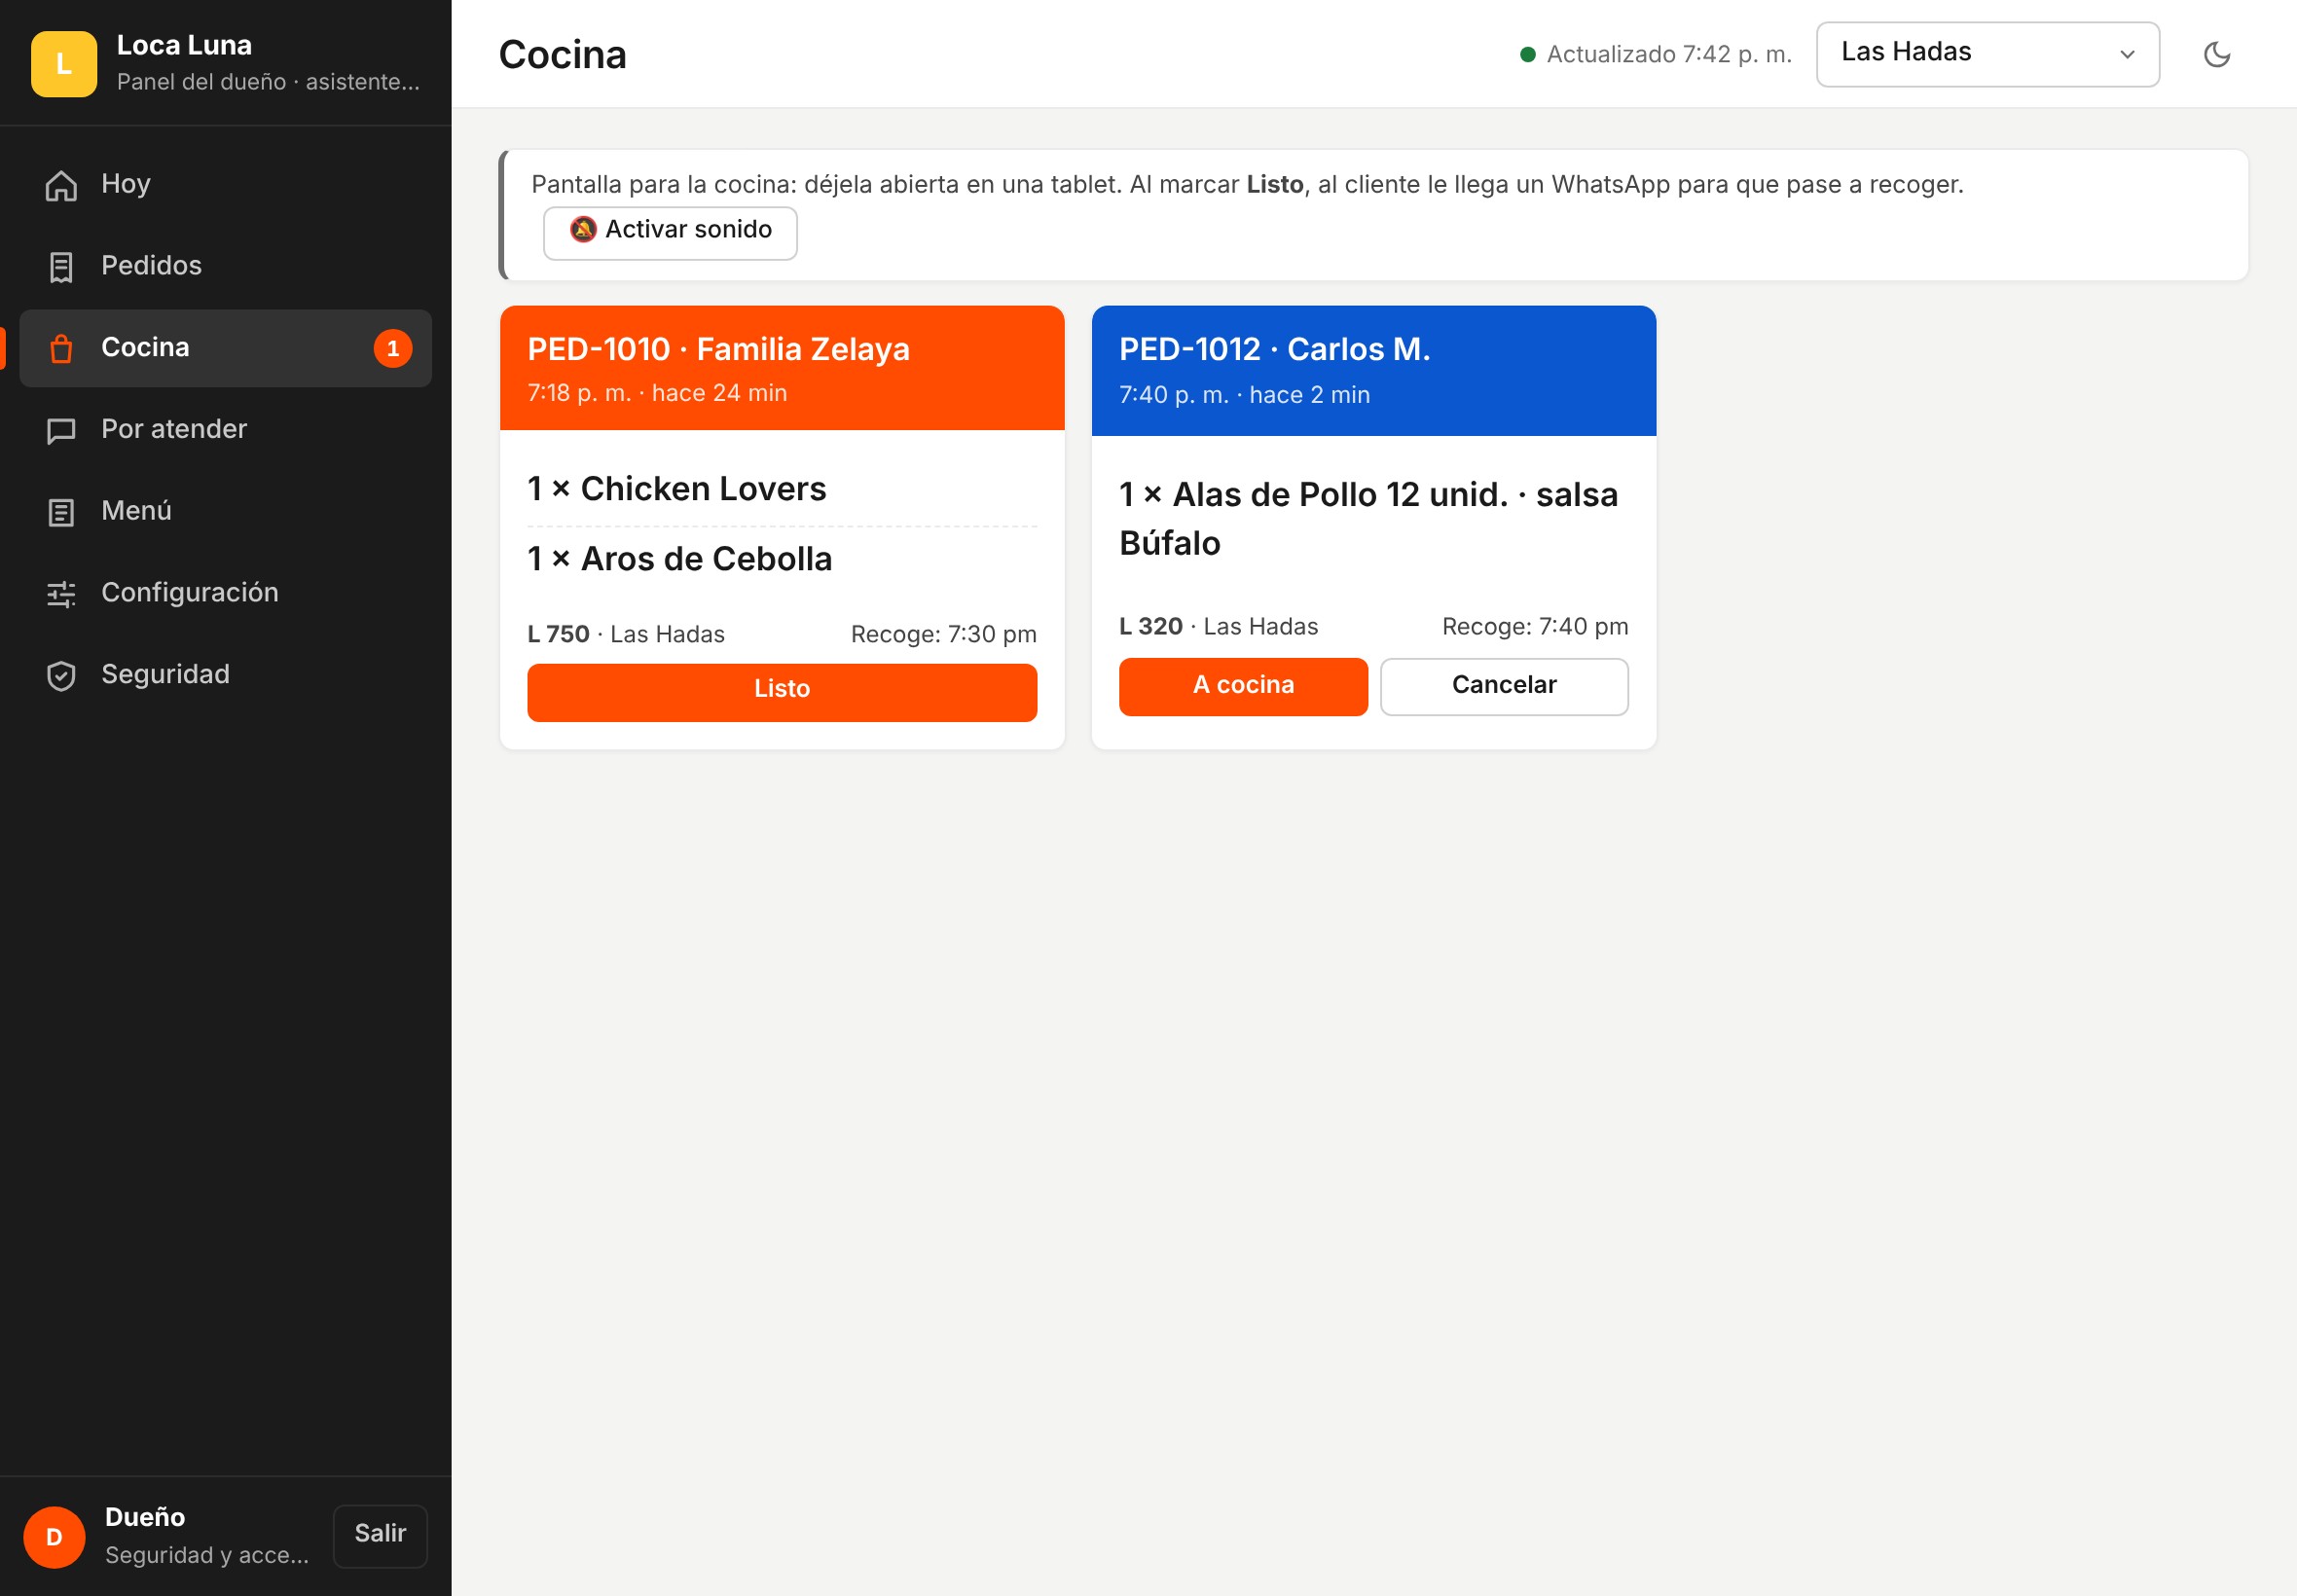 L
Loca Luna
Panel del dueño · asistente...
Hoy
Pedidos
Cocina
1
Por atender
Menú
Configuración
Seguridad
D
Dueño
Seguridad y acce...
Salir
Cocina
Actualizado 7:42 p. m.
Las Hadas
Pantalla para la cocina: déjela abierta en una tablet. Al marcar Listo, al cliente le llega un WhatsApp para que pase a recoger.
Activar sonido
PED-1010 · Familia Zelaya
7:18 p. m. · hace 24 min
1 × Chicken Lovers
1 × Aros de Cebolla
L 750 · Las Hadas
Recoge: 7:30 pm
Listo
PED-1012 · Carlos M.
7:40 p. m. · hace 2 min
1 × Alas de Pollo 12 unid. · salsa
Búfalo
L 320 · Las Hadas
Recoge: 7:40 pm
A cocina
Cancelar